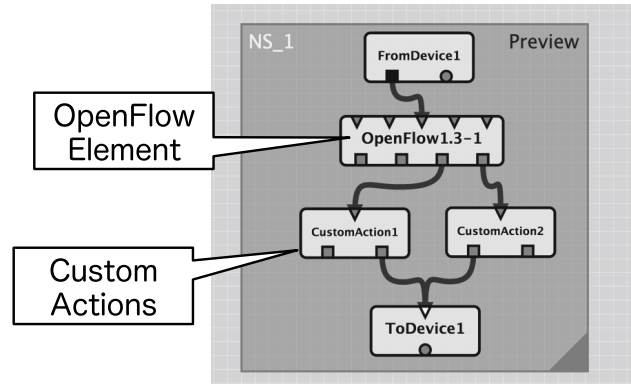 NS_1
Preview
FromDevice1
OpenFlow
Element
OpenFlow1.3-1
CustomAction1
CustomAction2
Custom
Actions
ToDevice1